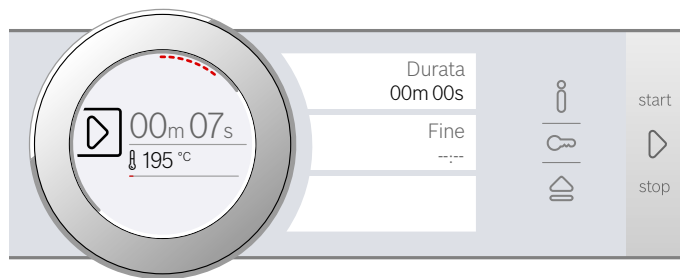 00m 07s
195 °C
Durata
00m 00s
Fine
--:--
start
stop